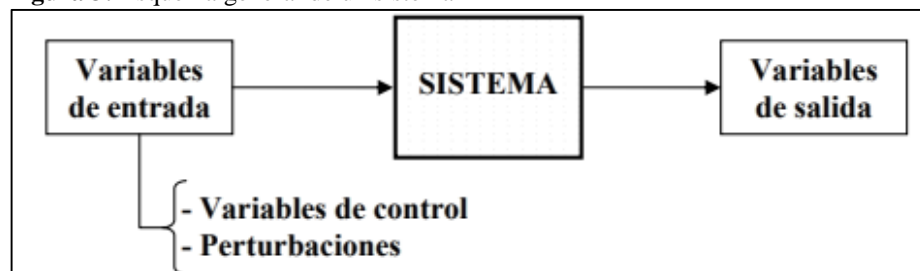 Variables
de entrada
SISTEMA
Variables
de salida
- Variables de control
- Perturbaciones